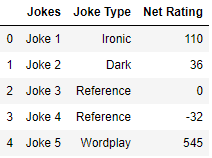 Jokes Joke Type Net Rating
0 Joke 1 Ironic 110
1 Joke 2 Dark 36
2 Joke 3 Reference 0
3 Joke 4 Reference -32
4 Joke 5 Wordplay 545